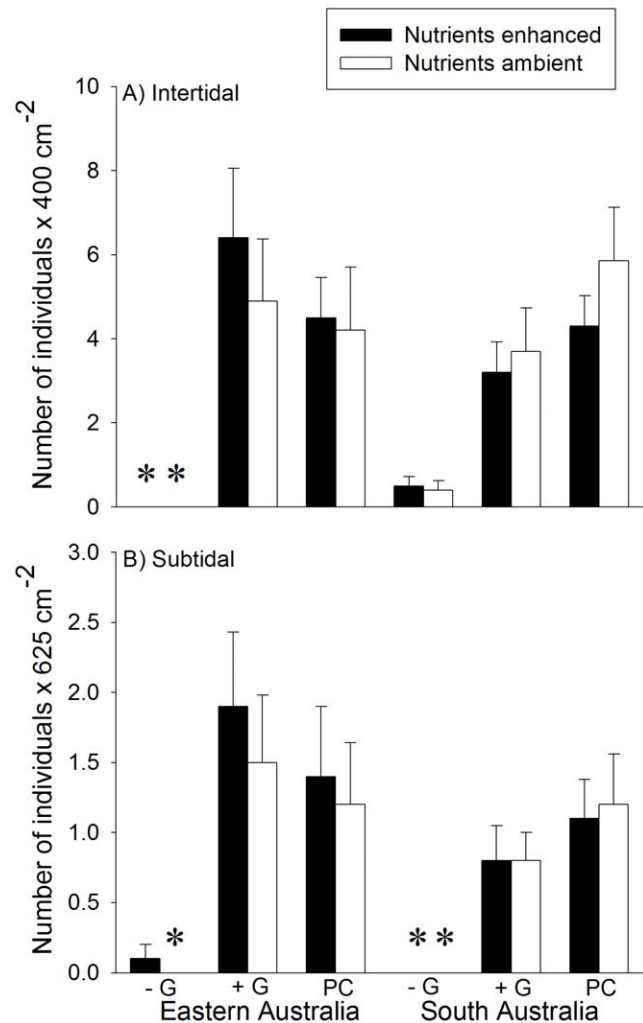 Nutrients enhanced
Nutrients ambient
A) Intertidal
Number of individuals x 400 cm-2
10
8
6
4
2
0
* *
B) Subtidal
Number of individuals x 625 cm-2
3.0
2.5
2.0
1.5
1.0
0.5
0.0
* * *
- G + G PC - G + G PC
Eastern Australia South Australia